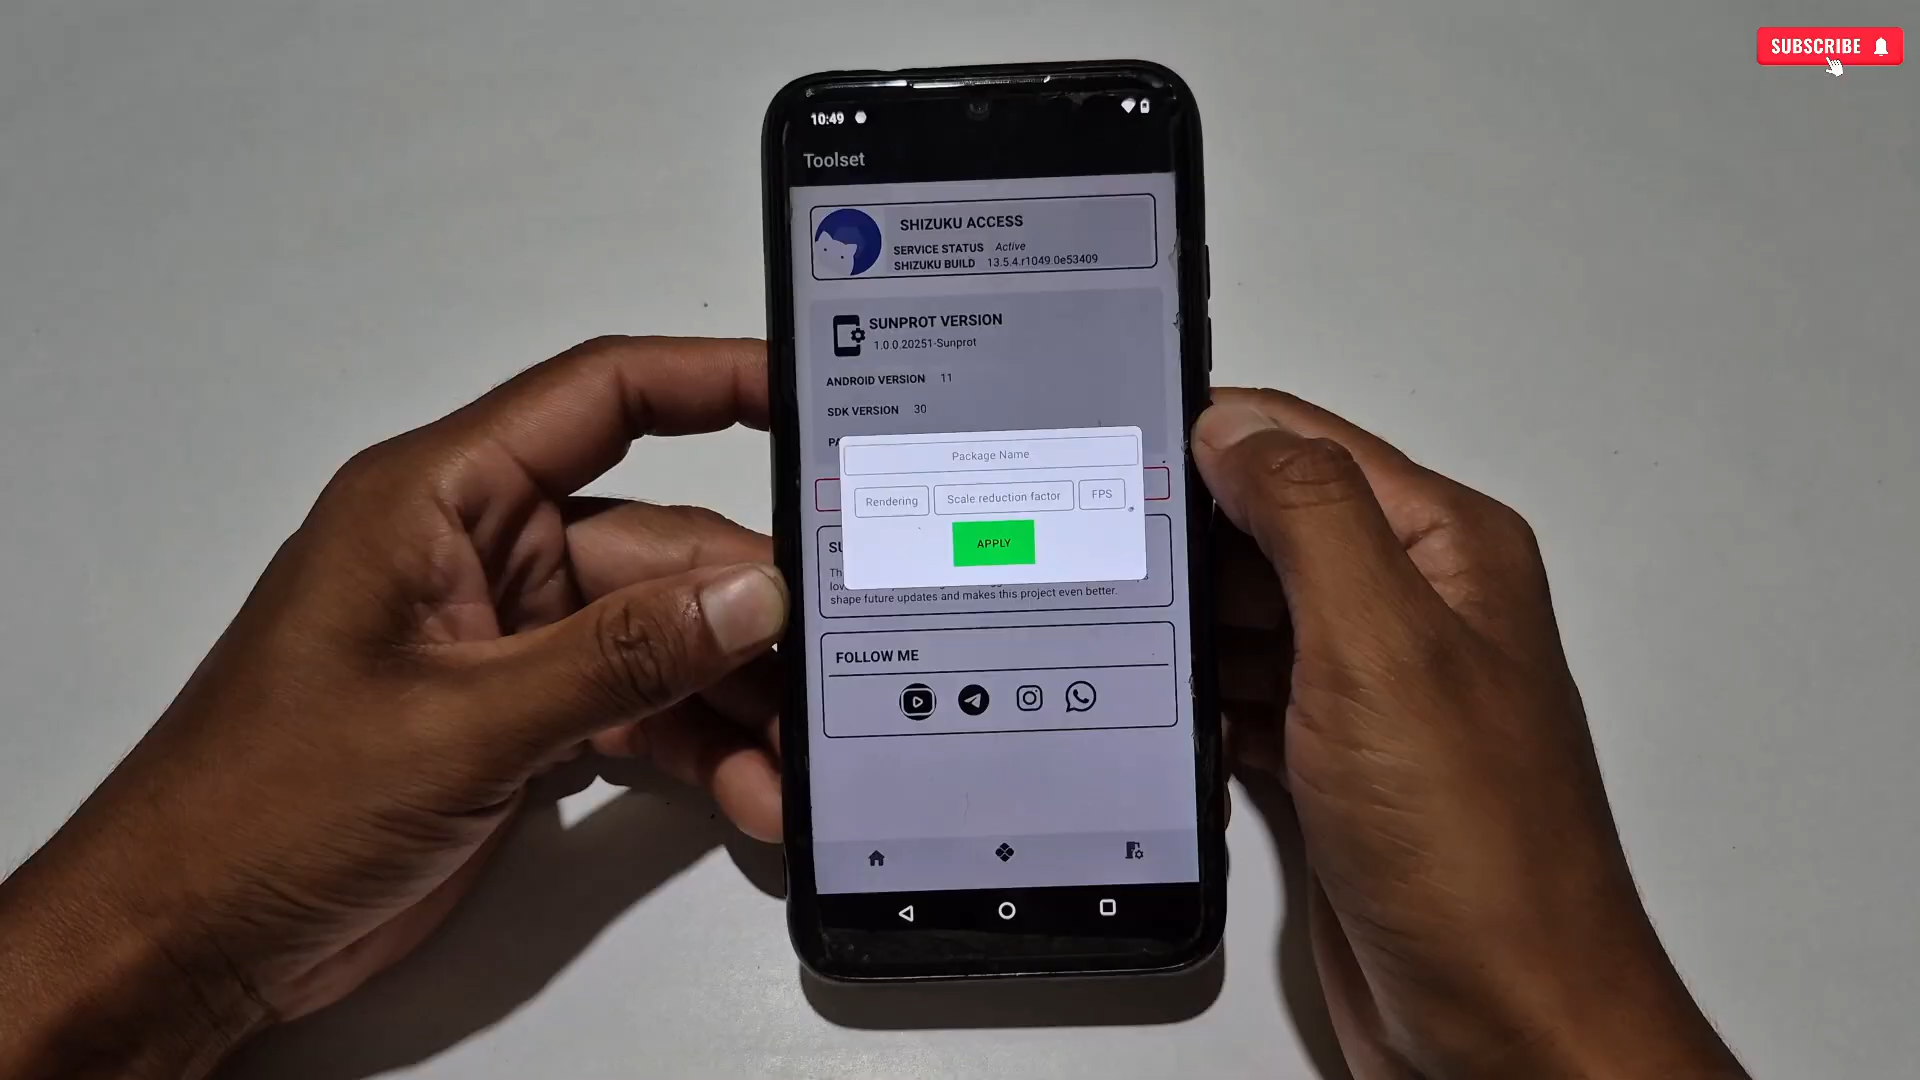 SUBSCRIBE
10:49
Toolset
SHIZUKU ACCESS
SERVICE STATUS Active
SHIZUKU BUILD 13.5.4.r1049.0e53409
SUNPROT VERSION
1.0.0.20251-Sunprot
ANDROID VERSION 11
SDK VERSION 30
Package Name
Rendering
Scale reduction factor
FPS
APPLY
shape future updates and makes this project even better.
FOLLOW ME